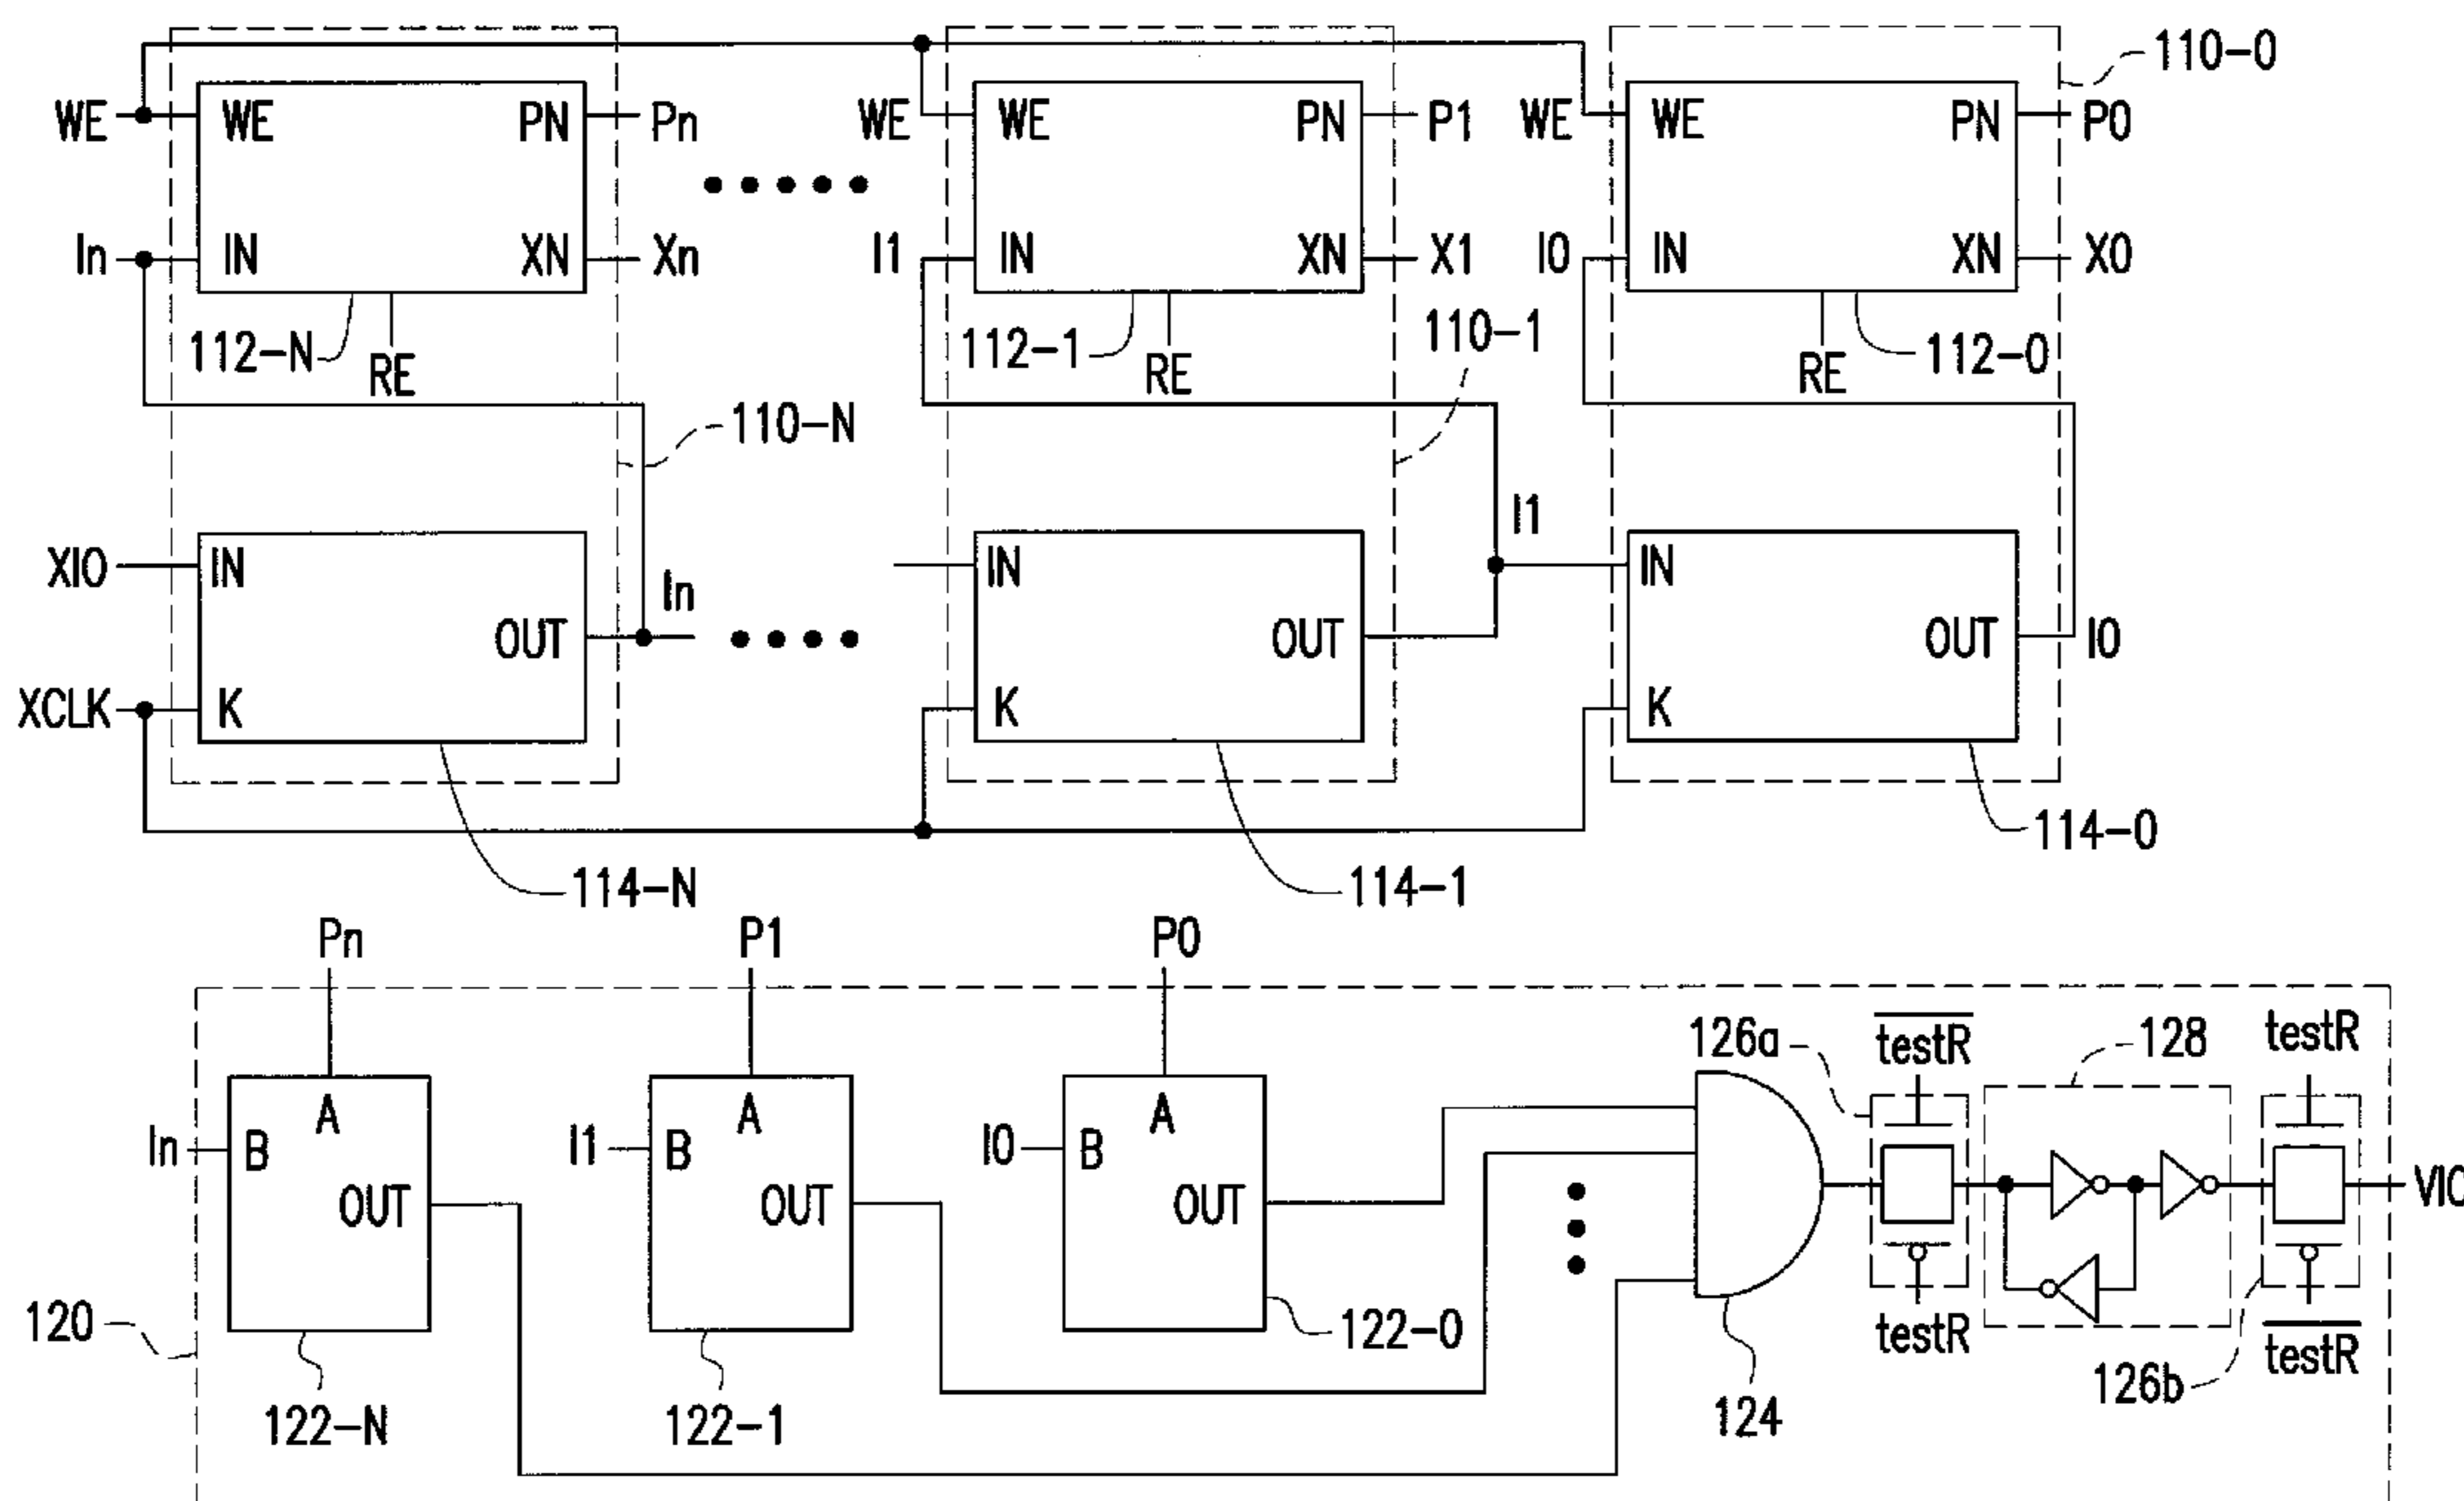 110-0
WE WE PN Pn WE WE PN P1 WE WE PN P0
In IN XN Xn I1 IN XN X1 I0 IN XN X0
112-N RE 112-1 RE 110-1 RE 112-0
110-N
XIO IN In IN I1 IN
OUT OUT OUT I0
XCLK K K K
114-N 114-1 114-0
Pn P1 P0
126a testR 128 testR
In B A I1 B A I0 B A
OUT OUT OUT VIO
120 122-0 testR testR
122-N 122-1 124 126b